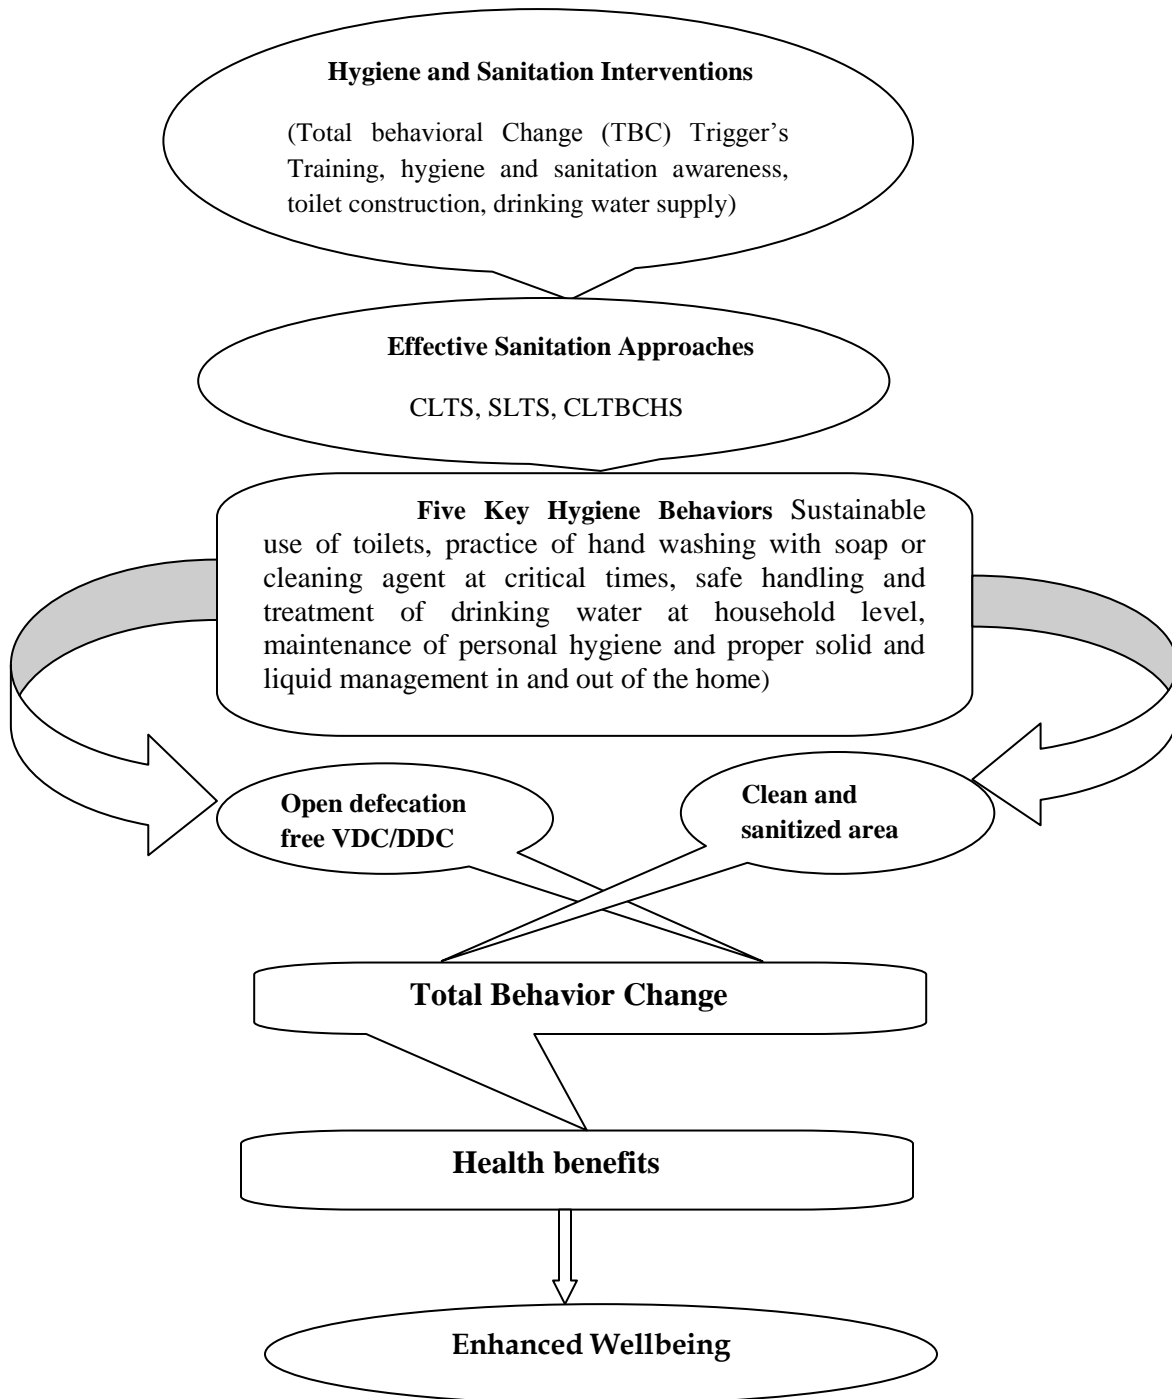 Hygiene and Sanitation Interventions
(Total behavioral Change (TBC) Trigger's
Training, hygiene and sanitation awareness,
toilet construction, drinking water supply)
Effective Sanitation Approaches
CLTS, SLTS, CLTBCHS
Five Key Hygiene Behaviors Sustainable
use of toilets, practice of hand washing with soap or
cleaning agent at critical times, safe handling and
treatment of drinking water at household level,
maintenance of personal hygiene and proper solid and
liquid management in and out of the home)
Open defecation
free VDC/DDC
Clean and
sanitized area
Total Behavior Change
Health benefits
Enhanced Wellbeing